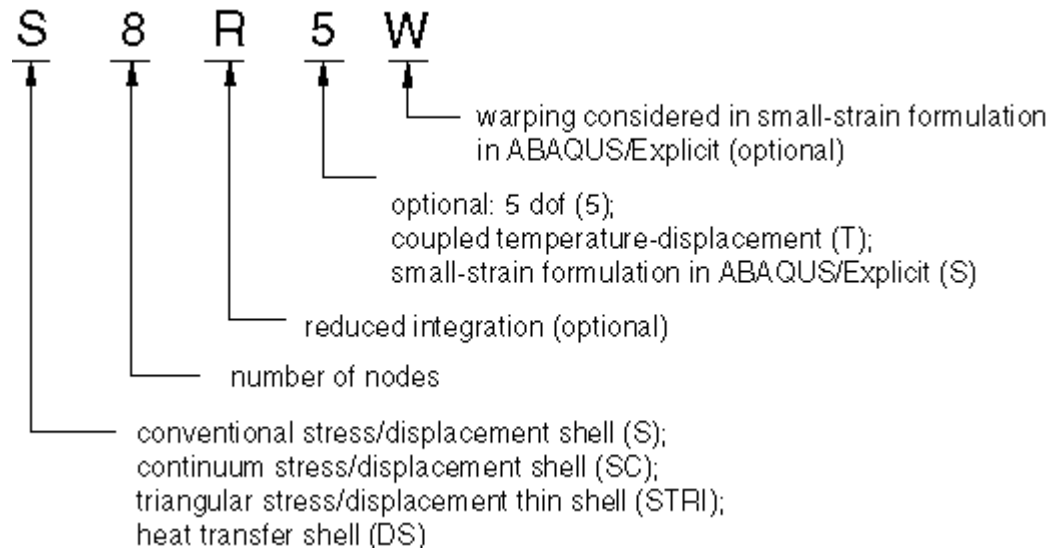 S 8 R 5 W
warping considered in small-strain formulation
in ABAQUS/Explicit (optional)
optional: 5 dof (5);
coupled temperature-displacement (T);
small-strain formulation in ABAQUS/Explicit (S)
reduced integration (optional)
number of nodes
conventional stress/displacement shell (S);
continuum stress/displacement shell (SC);
triangular stress/displacement thin shell (STRI);
heat transfer shell (DS)